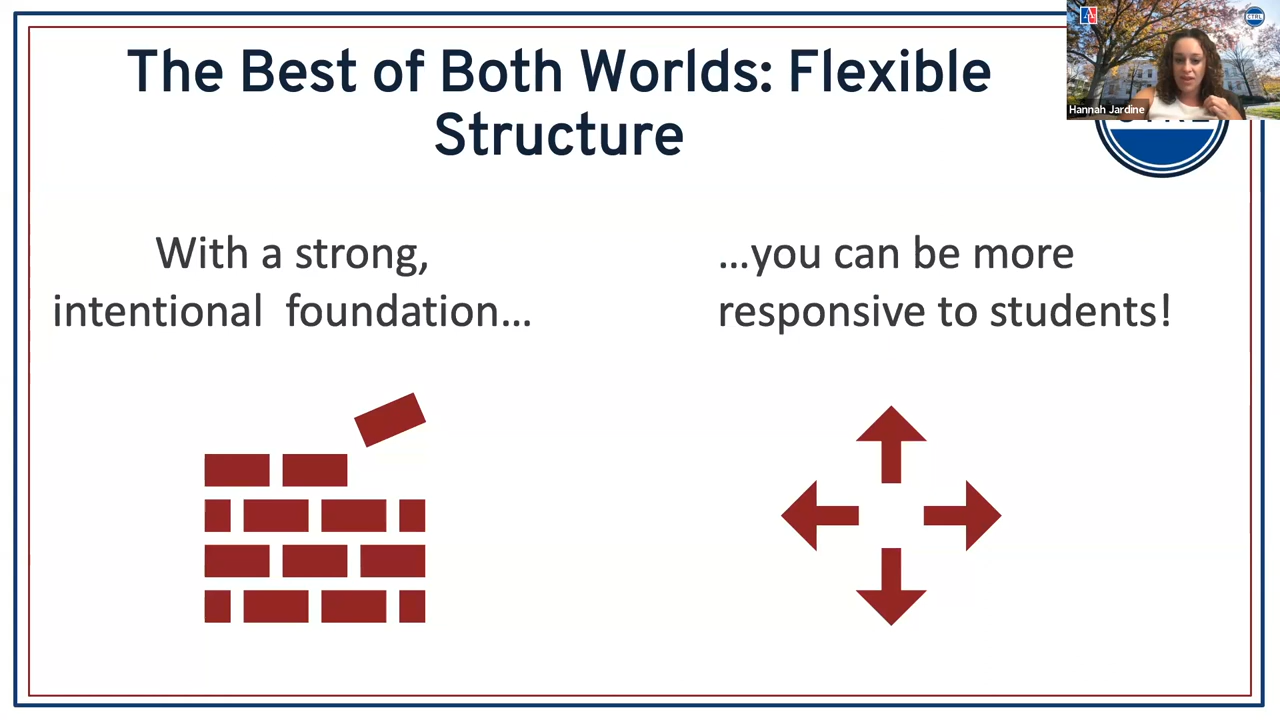 The Best of Both Worlds: Flexible
Structure
Hannah Jardine
CTRL
With a strong,
intentional foundation…
…you can be more
responsive to students!